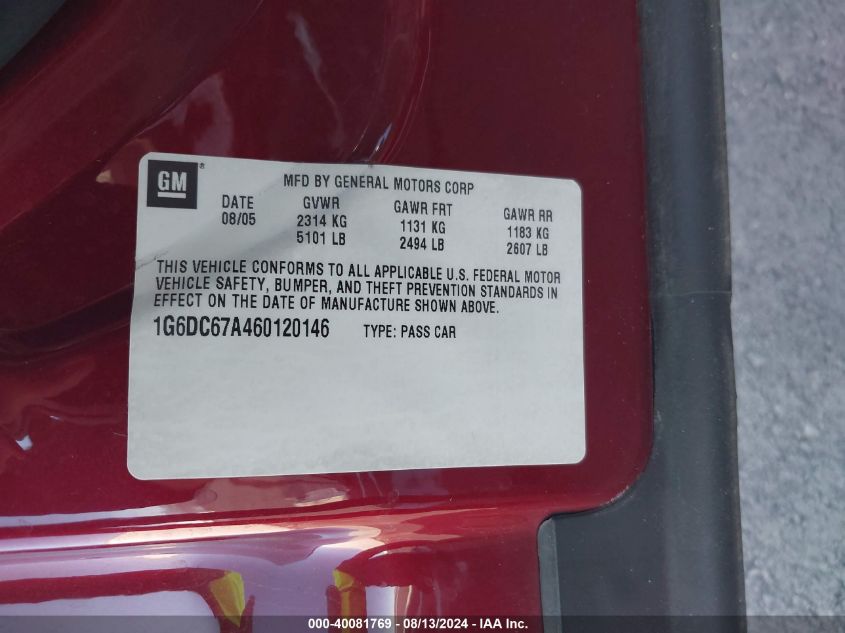 GM®
MFD BY GENERAL MOTORS CORP
DATE GVWR GAWR FRT GAWR RR
08/05 2314 KG 1131 KG 1183 KG
5101 LB 2494 LB 2607 LB
THIS VEHICLE CONFORMS TO ALL APPLICABLE U.S. FEDERAL MOTOR
VEHICLE SAFETY, BUMPER, AND THEFT PREVENTION STANDARDS IN
EFFECT ON THE DATE OF MANUFACTURE SHOWN ABOVE.
1G6DC67A460120146 TYPE: PASS CAR
000-40081769 - 08/13/2024 - IAA Inc.